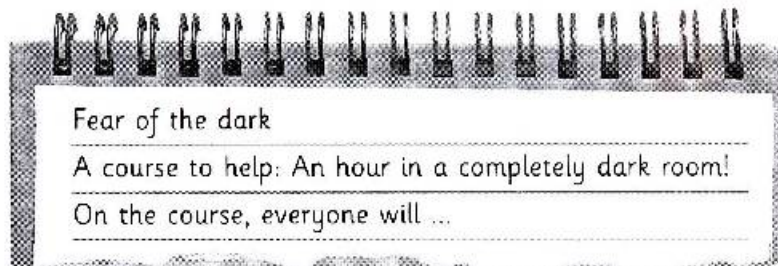 Fear of the dark
A course to help: An hour in a completely dark room!
On the course, everyone will ...